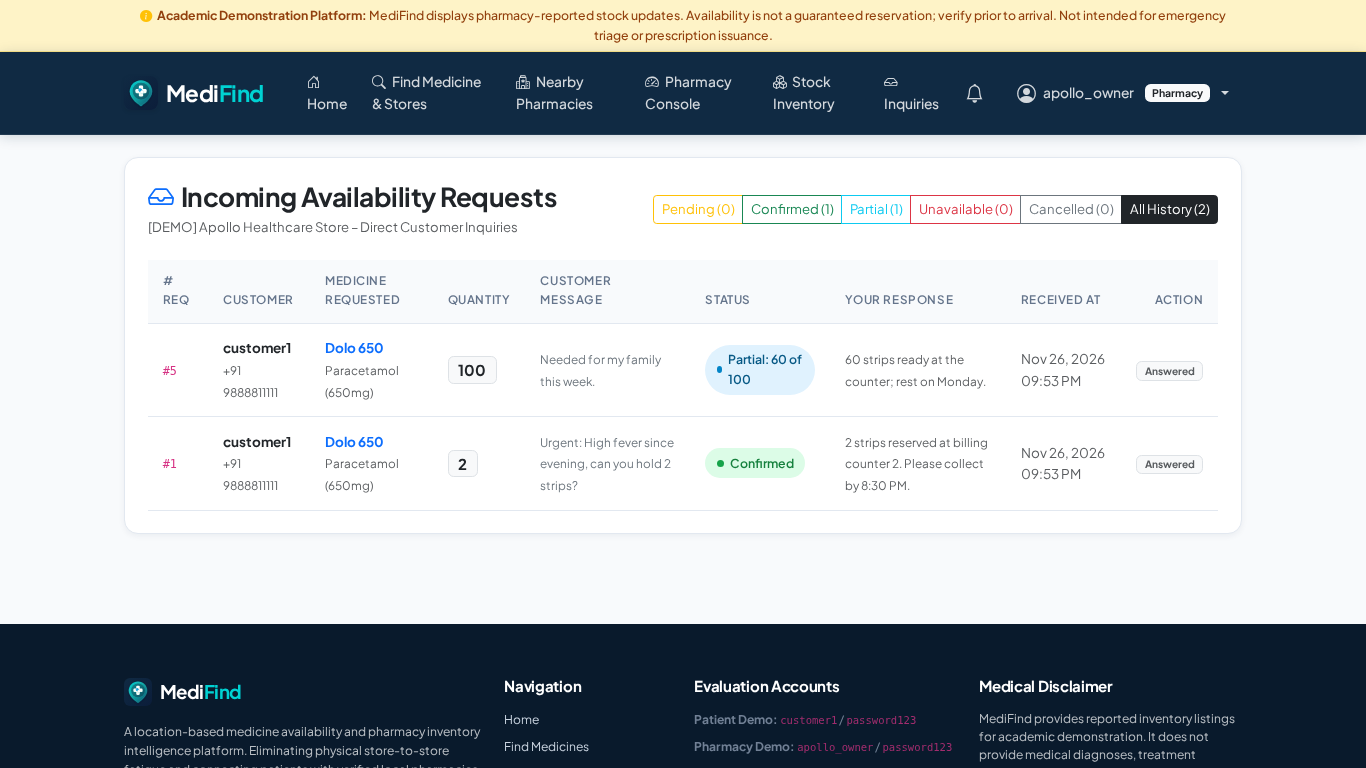 Academic Demonstration Platform: MediFind displays pharmacy-reported stock updates. Availability is not a guaranteed reservation; verify prior to arrival. Not intended for emergency
triage or prescription issuance.
MediFind
Home
Find Medicine
& Stores
Nearby
Pharmacies
Pharmacy
Console
Stock
Inventory
Inquiries
apollo_owner Pharmacy
Incoming Availability Requests
[DEMO] Apollo Healthcare Store – Direct Customer Inquiries
Pending (0) Confirmed (1) Partial (1) Unavailable (0) Cancelled (0) All History (2)
# REQ
CUSTOMER
MEDICINE REQUESTED
QUANTITY
CUSTOMER MESSAGE
STATUS
YOUR RESPONSE
RECEIVED AT
ACTION
#5
customer1
+91
9888811111
Dolo 650
Paracetamol
(650mg)
100
Needed for my family
this week.
Partial: 60 of
100
60 strips ready at the
counter; rest on Monday.
Nov 26, 2026
09:53 PM
Answered
#1
customer1
+91
9888811111
Dolo 650
Paracetamol
(650mg)
2
Urgent: High fever since
evening, can you hold 2
strips?
Confirmed
2 strips reserved at billing
counter 2. Please collect
by 8:30 PM.
Nov 26, 2026
09:53 PM
Answered
MediFind
A location-based medicine availability and pharmacy inventory
intelligence platform. Eliminating physical store-to-store
Navigation
Home
Find Medicines
Evaluation Accounts
Patient Demo: customer1 / password123
Pharmacy Demo: apollo_owner / password123
Medical Disclaimer
MediFind provides reported inventory listings
for academic demonstration. It does not
provide medical diagnoses, treatment